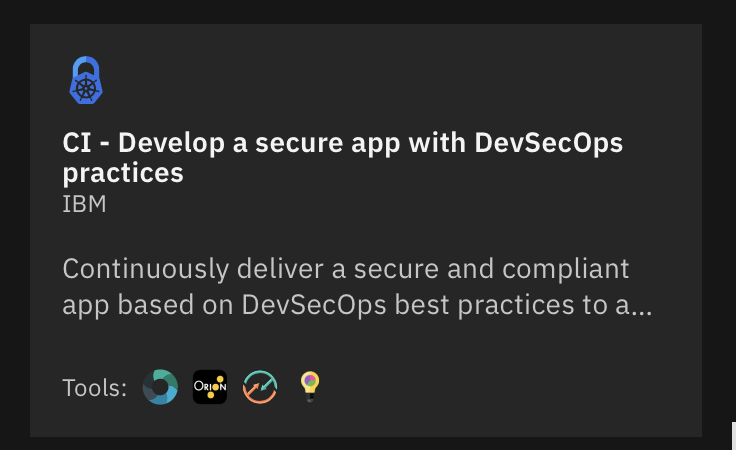 CI - Develop a secure app with DevSecOps
practices
IBM
Continuously deliver a secure and compliant
app based on DevSecOps best practices to a...
Tools:
ORION